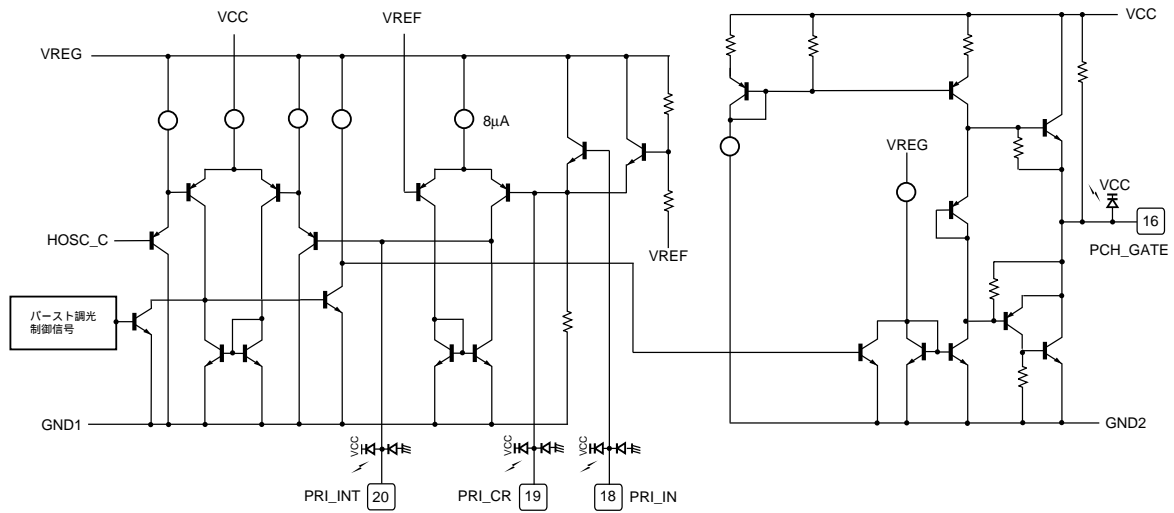 VCC
VREF
VCC
VREG
8μA
VREG
VCC
HOSC_C
16
VREF
PCH_GATE
バースト調光
制御信号
GND1
GND2
VCC
VCC
VCC
PRI_INT
20
PRI_CR
19
18
PRI_IN